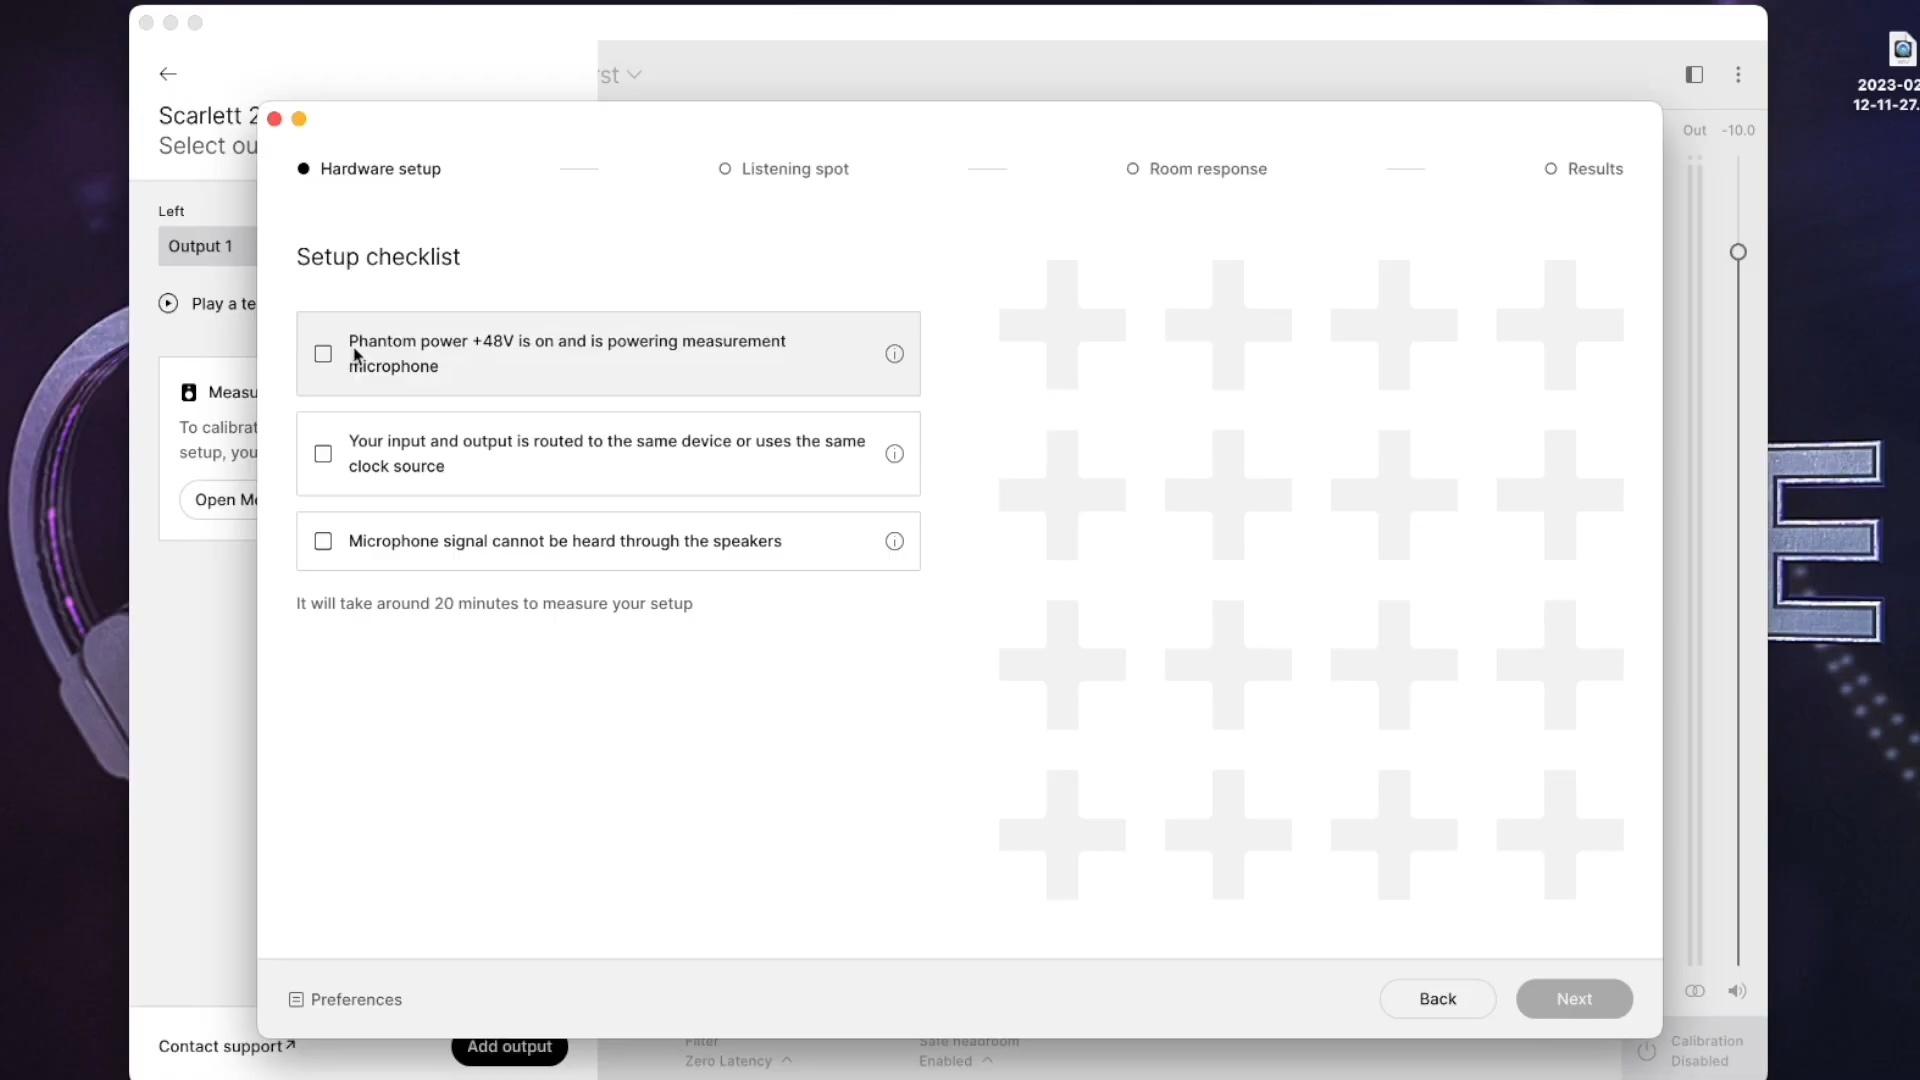 rst
2023-02
12-11-27.
Scarlett 2
Select ou
Out -10.0
Hardware setup
Listening spot
Room response
Results
Left
Output 1
Play a te
Setup checklist
Phantom power +48V is on and is powering measurement
microphone
Your input and output is routed to the same device or uses the same
clock source
Microphone signal cannot be heard through the speakers
It will take around 20 minutes to measure your setup
Measu
To calibrat
setup, you
Open Me
E
Preferences
Back
Next
Contact support
Add output
Filter
Zero Latency
Safe headroom
Enabled
Calibration
Disabled